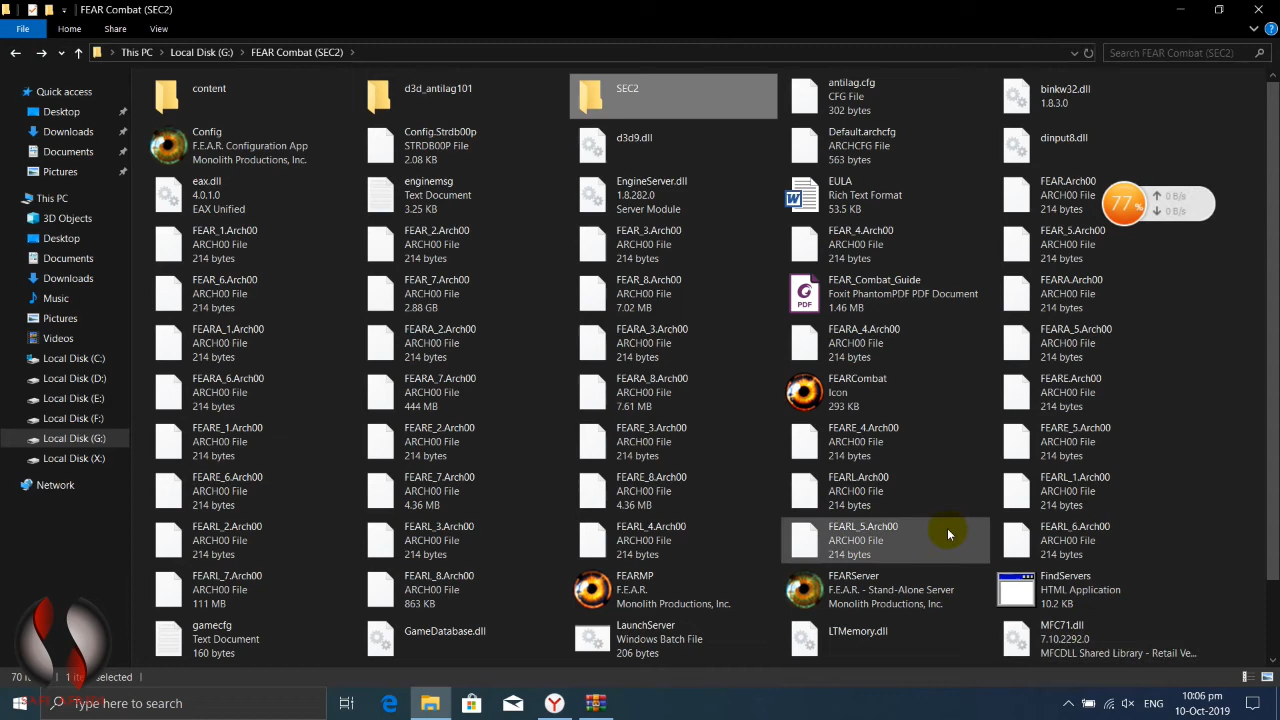 FEAR Combat (SEC2)
File
Home
Share
View
This PC
Local Disk (G:)
FEAR Combat (SEC2)
Search FEAR Combat (SEC2)
Quick access
Desktop
Downloads
Documents
Pictures
This PC
3D Objects
Desktop
Documents
Downloads
Music
Pictures
Videos
Local Disk (C:)
Local Disk (D:)
Local Disk (E:)
Local Disk (F:)
Local Disk (G:)
Local Disk (X:)
Network
content
d3d_antilag101
SEC2
antilag.cfg
CFG File
302 bytes
binkw32.dll
1.8.3.0
Config
F.E.A.R. Configuration App
Monolith Productions, Inc.
Config.Strdb00p
STRDB00P File
2.08 KB
d3d9.dll
Default.archcfg
ARCHCFG File
563 bytes
dinput8.dll
eax.dll
4.0.1.0
EAX Unified
enginemsg
Text Document
3.25 KB
EngineServer.dll
1.8.282.0
Server Module
EULA
Rich Text Format
53.5 KB
FEAR.Arch00
ARCH00 File
214 bytes
77%
0 B/s
0 B/s
FEAR_1.Arch00
ARCH00 File
214 bytes
FEAR_2.Arch00
ARCH00 File
214 bytes
FEAR_3.Arch00
ARCH00 File
214 bytes
FEAR_4.Arch00
ARCH00 File
214 bytes
FEAR_5.Arch00
ARCH00 File
214 bytes
FEAR_6.Arch00
ARCH00 File
214 bytes
FEAR_7.Arch00
ARCH00 File
2.88 GB
FEAR_8.Arch00
ARCH00 File
7.02 MB
FEAR_Combat_Guide
Foxit PhantomPDF PDF Document
1.46 MB
FEARA.Arch00
ARCH00 File
214 bytes
FEARA_1.Arch00
ARCH00 File
214 bytes
FEARA_2.Arch00
ARCH00 File
214 bytes
FEARA_3.Arch00
ARCH00 File
214 bytes
FEARA_4.Arch00
ARCH00 File
214 bytes
FEARA_5.Arch00
ARCH00 File
214 bytes
FEARA_6.Arch00
ARCH00 File
214 bytes
FEARA_7.Arch00
ARCH00 File
444 MB
FEARA_8.Arch00
ARCH00 File
7.61 MB
FEARCombat
Icon
293 KB
FEARE.Arch00
ARCH00 File
214 bytes
FEARE_1.Arch00
ARCH00 File
214 bytes
FEARE_2.Arch00
ARCH00 File
214 bytes
FEARE_3.Arch00
ARCH00 File
214 bytes
FEARE_4.Arch00
ARCH00 File
214 bytes
FEARE_5.Arch00
ARCH00 File
214 bytes
FEARE_6.Arch00
ARCH00 File
214 bytes
FEARE_7.Arch00
ARCH00 File
4.36 MB
FEARE_8.Arch00
ARCH00 File
4.36 MB
FEARL.Arch00
ARCH00 File
214 bytes
FEARL_1.Arch00
ARCH00 File
214 bytes
FEARL_2.Arch00
ARCH00 File
214 bytes
FEARL_3.Arch00
ARCH00 File
214 bytes
FEARL_4.Arch00
ARCH00 File
214 bytes
FEARL_5.Arch00
ARCH00 File
214 bytes
FEARL_6.Arch00
ARCH00 File
214 bytes
FEARL_7.Arch00
ARCH00 File
111 MB
FEARL_8.Arch00
ARCH00 File
863 KB
FEARMP
F.E.A.R.
Monolith Productions, Inc.
FEARServer
F.E.A.R. - Stand-Alone Server
Monolith Productions, Inc.
FindServers
HTML Application
10.2 KB
gamecfg
Text Document
160 bytes
GameDatabase.dll
LaunchServer
Windows Batch File
206 bytes
LTMemory.dll
MFC71.dll
7.10.2292.0
MFCDLL Shared Library - Retail Ve...
Type here to search
10:06 pm
10-Oct-2019